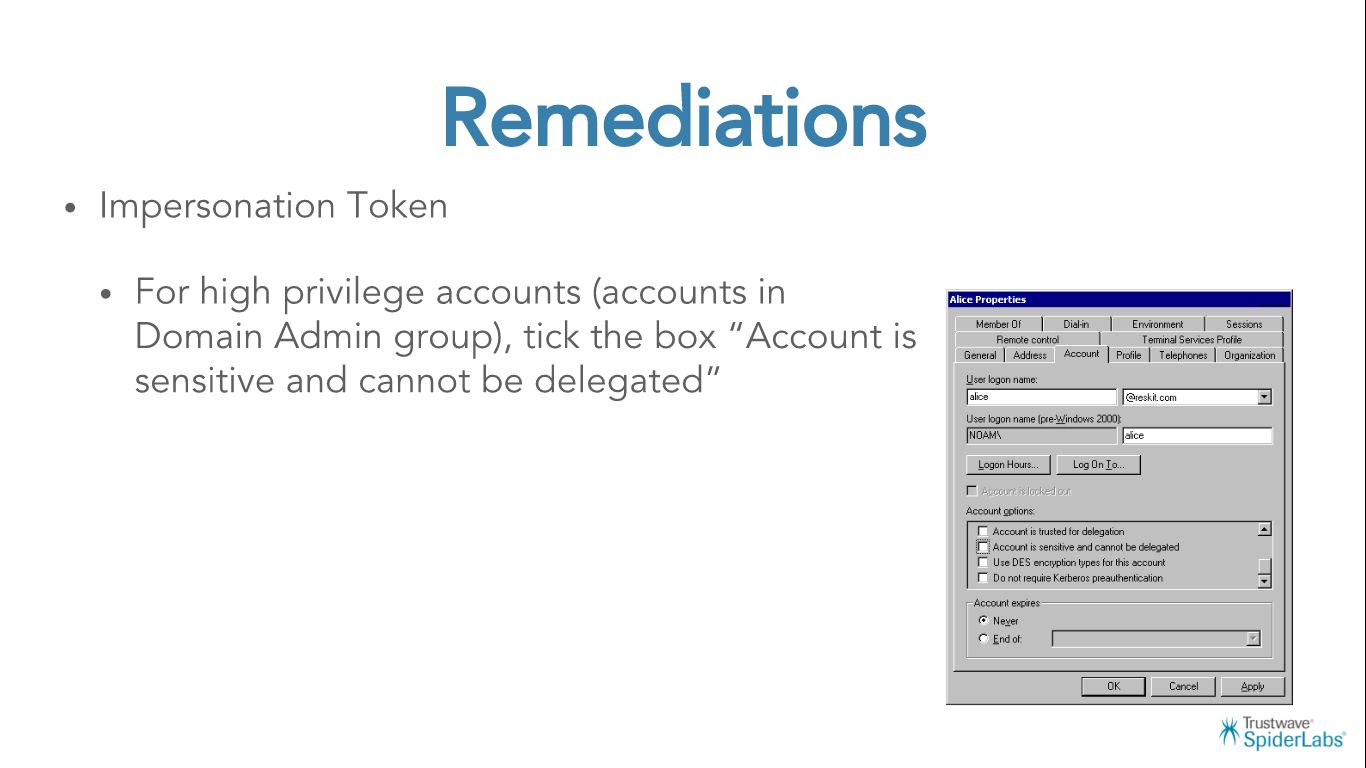 Remediations
• Impersonation Token
• For high privilege accounts (accounts in
Domain Admin group), tick the box “Account is
sensitive and cannot be delegated”
Alice Properties
Member Of Dial-in Environment Sessions
Remote control Terminal Services Profile
General Address Account Profile Telephones Organization
User logon name:
alice @reskit.com
User logon name (pre-Windows 2000):
NOAM\ alice
Logon Hours... Log On To...
Account is locked out
Account options:
Account is trusted for delegation
Account is sensitive and cannot be delegated
Use DES encryption types for this account
Do not require Kerberos preauthentication
Account expires
Never
End of:
OK Cancel Apply
Trustwave®
SpiderLabs®